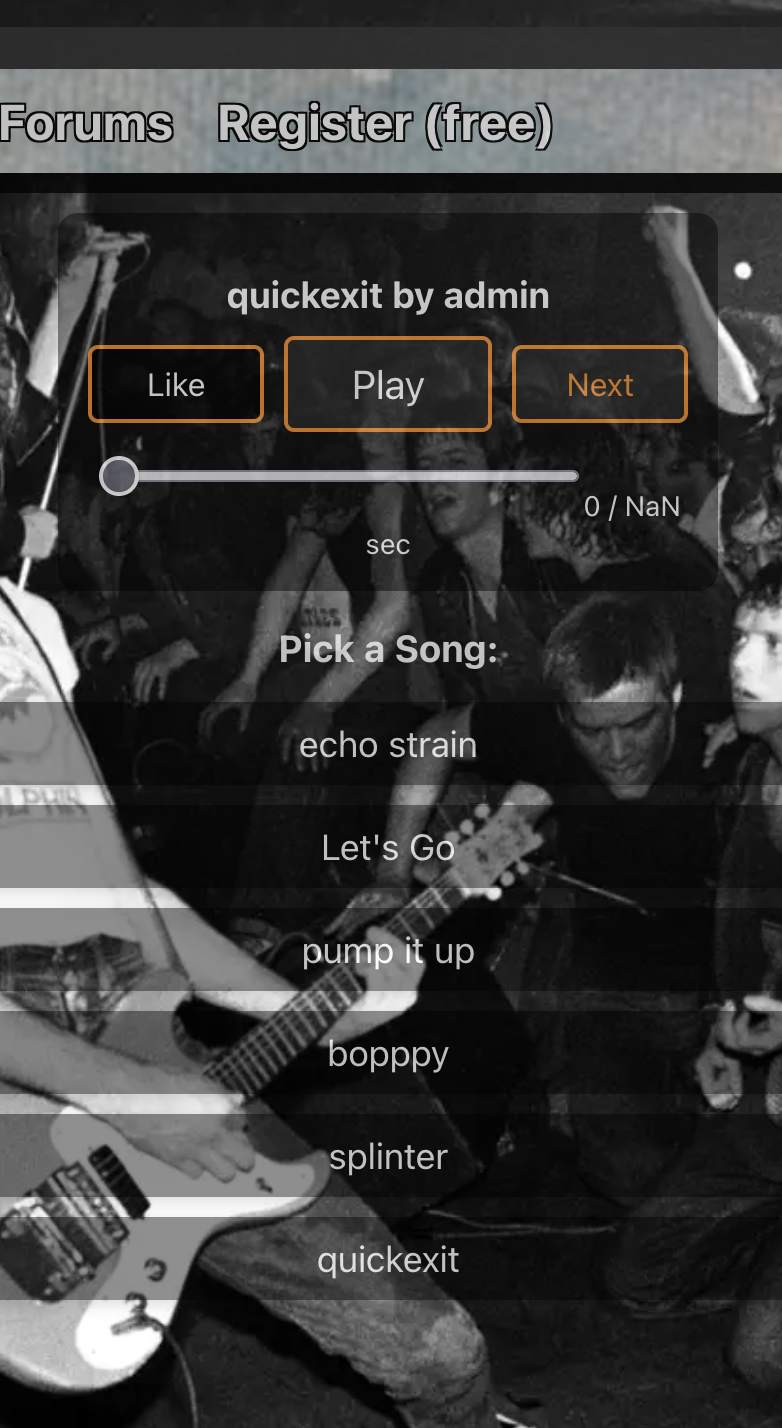 Forums Register (free)
quickexit by admin
Like Play Next
0 / NaN
sec
Pick a Song:
echo strain
Let's Go
pump it up
bopppy
splinter
quickexit